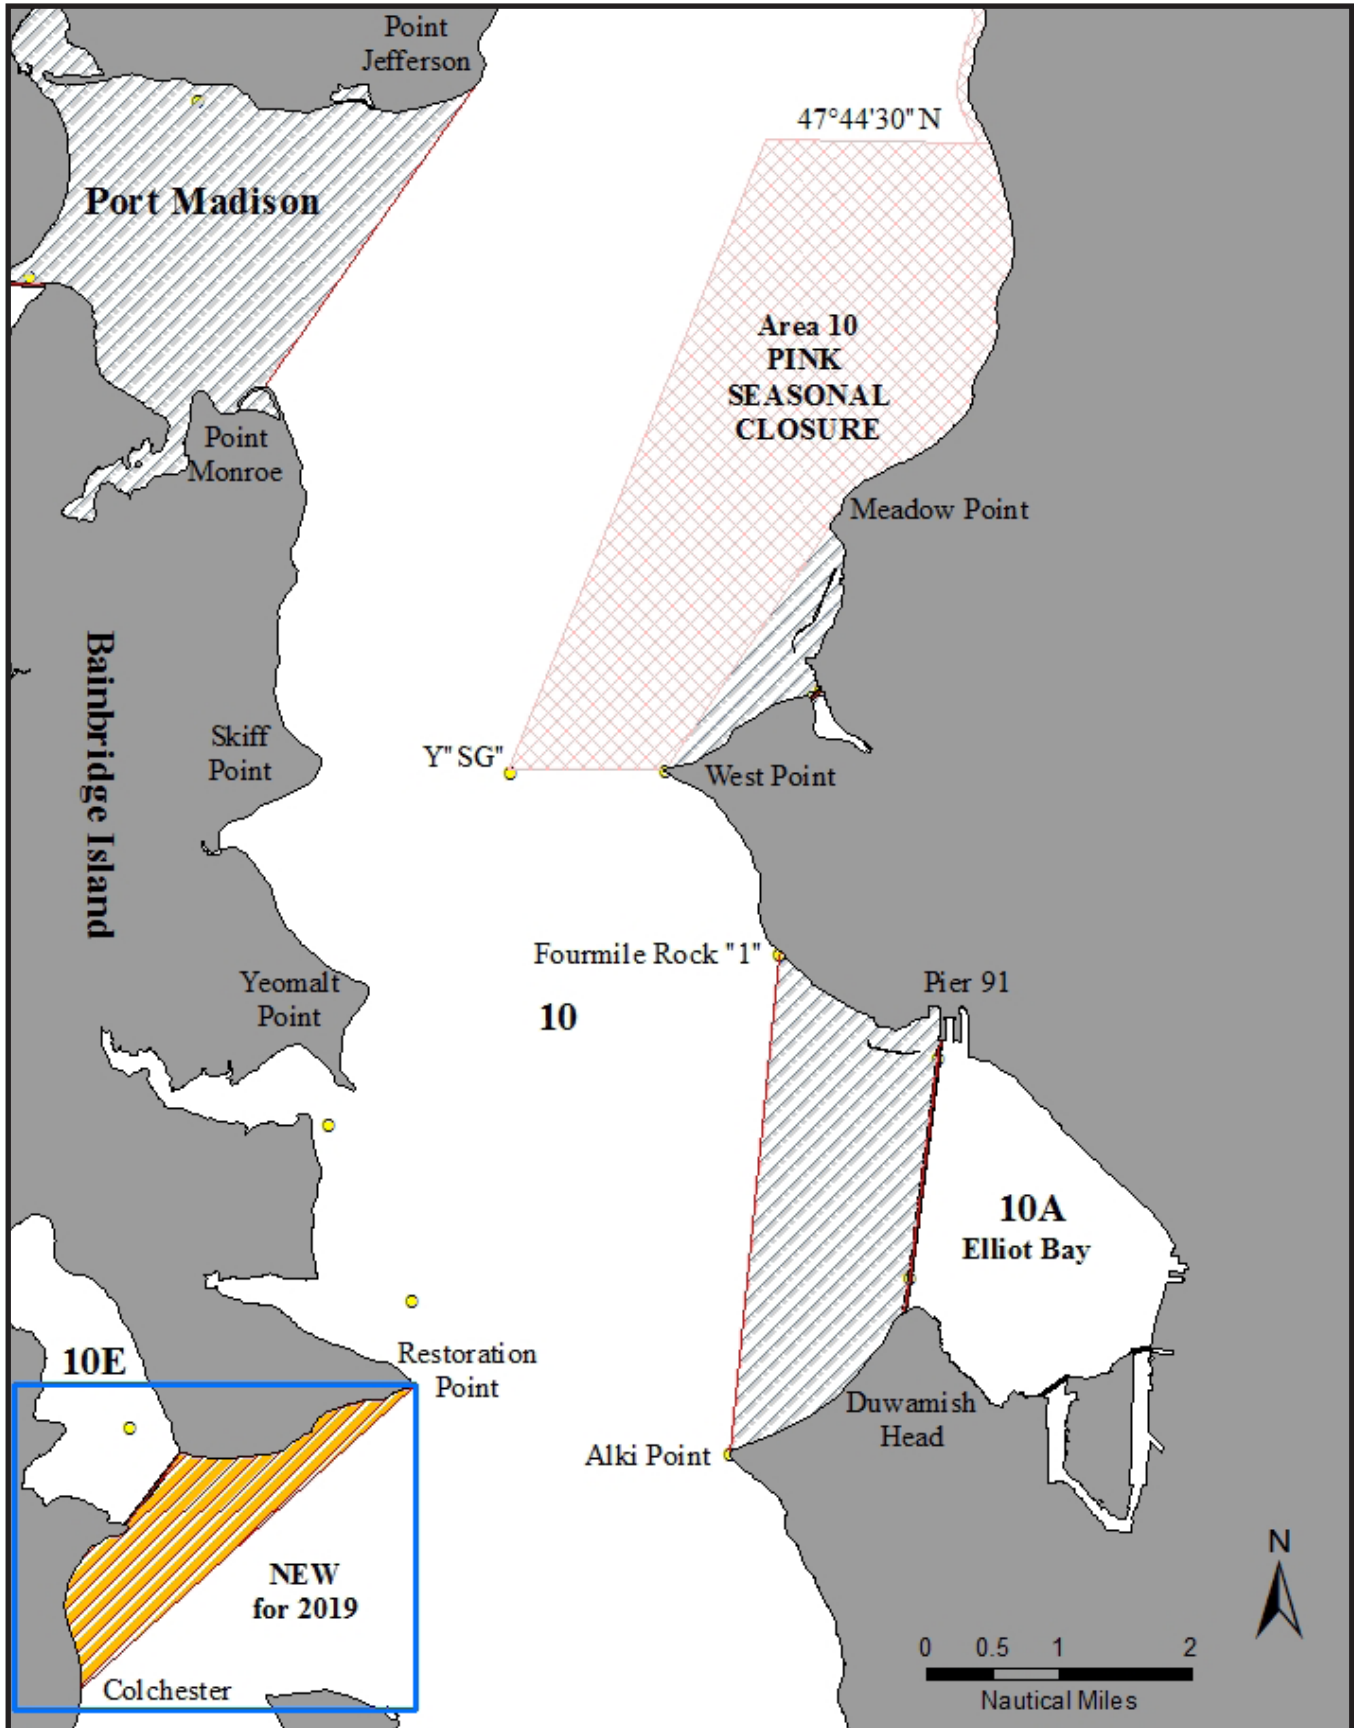 Point
Jefferson
47°44'30"N
Port Madison
Area 10
PINK
SEASONAL
CLOSURE
Point
Monroe
Meadow Point
Bainbridge Island
Skiff
Point
Y"SG"
West Point
Fourmile Rock "1"
Yeomalt
Point
Pier 91
10
10A
Elliot Bay
10E
Restoration
Point
Duwamish
Head
Alki Point
NEW
for 2019
Colchester
N
0 0.5 1 2
Nautical Miles